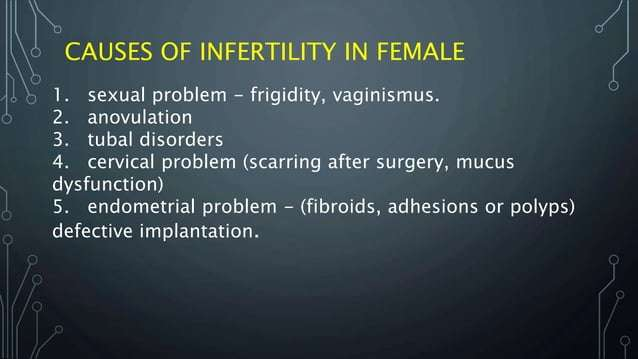 CAUSES OF INFERTILITY IN FEMALE
1. sexual problem - frigidity, vaginismus.
2. anovulation
3. tubal disorders
4. cervical problem (scarring after surgery, mucus
dysfunction)
5. endometrial problem - (fibroids, adhesions or polyps)
defective implantation.